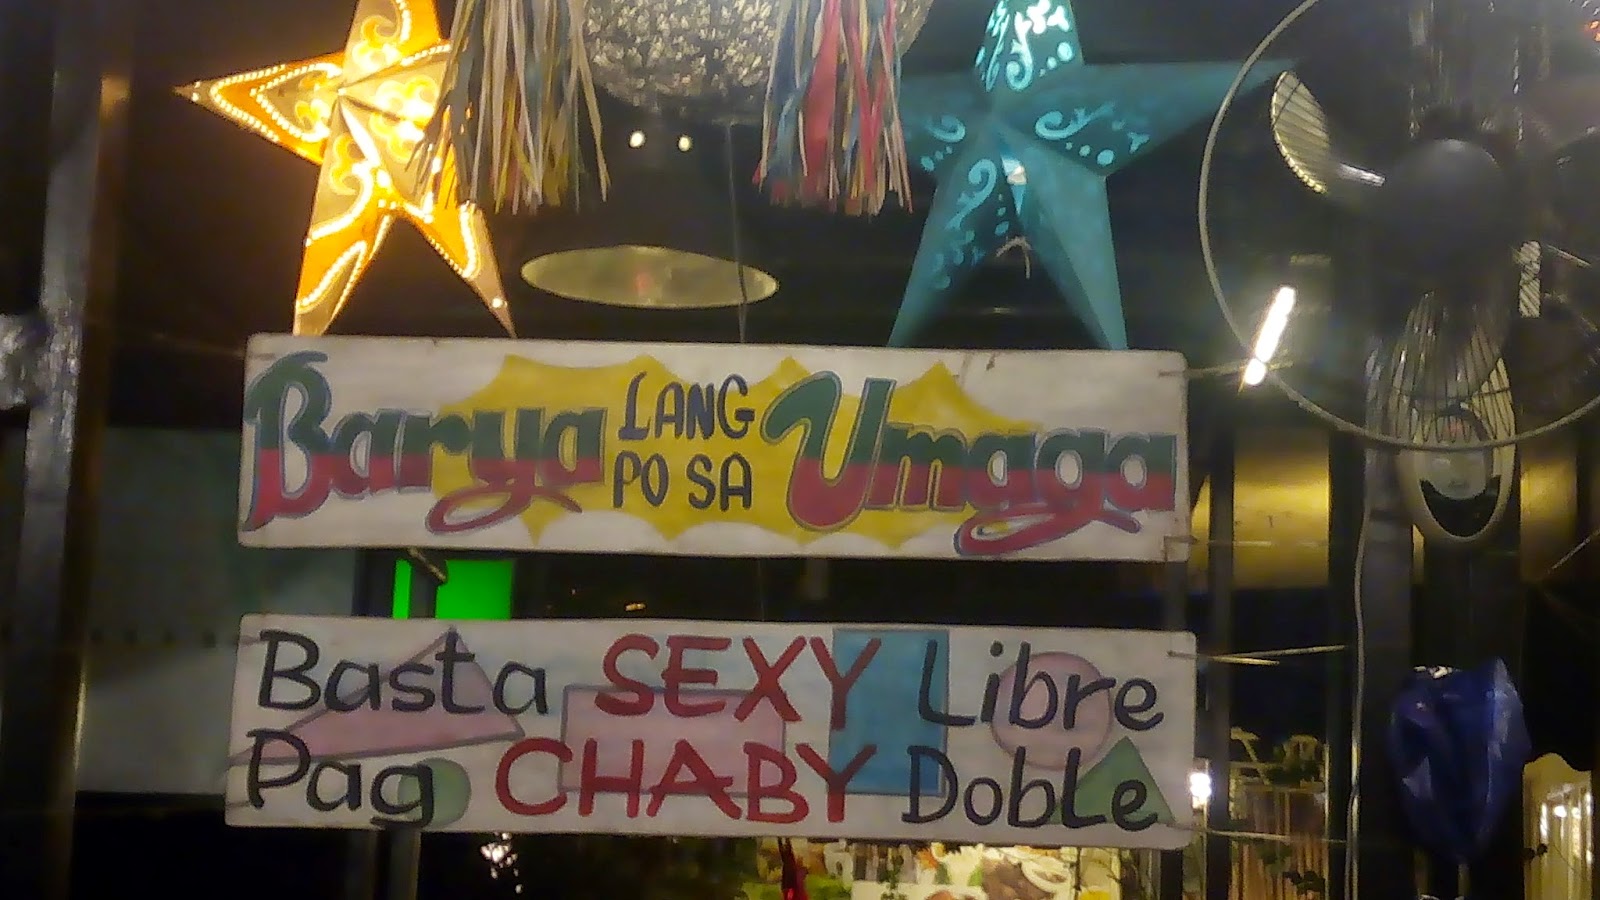 Barya LANG PO SA Umaga
Basta SEXY Libre
Pag CHABY Doble